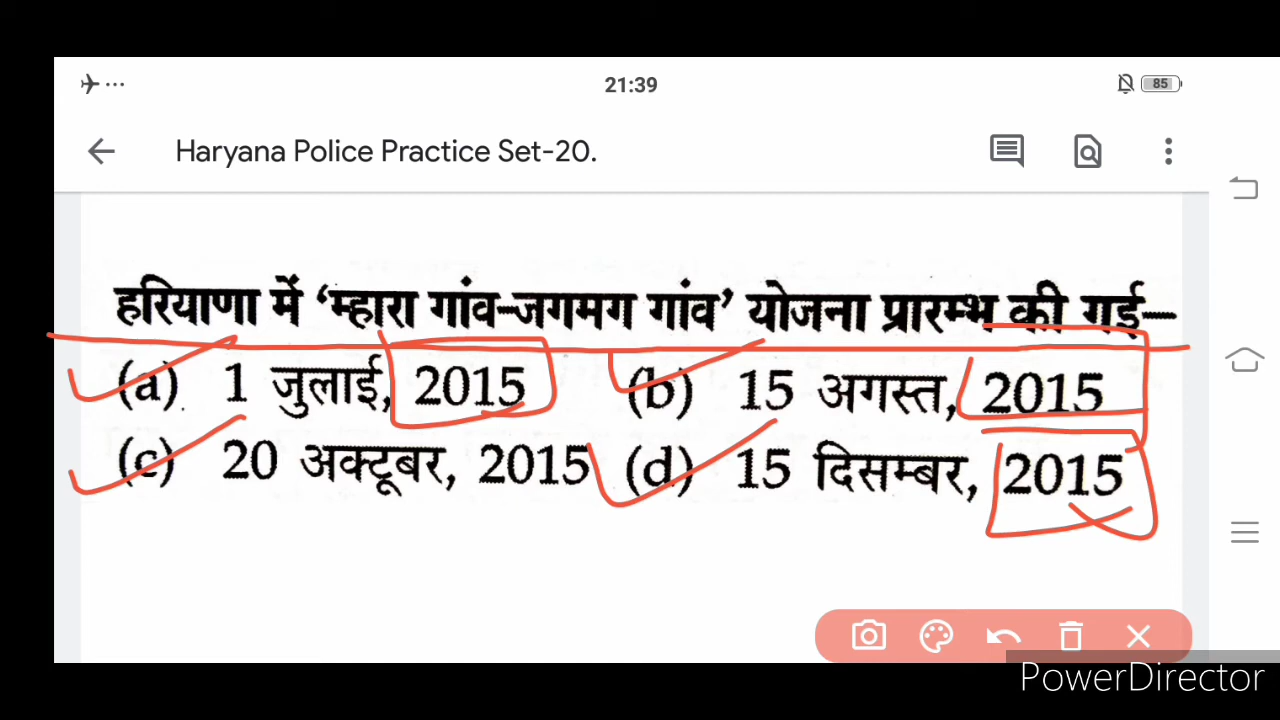 21:39
85
Haryana Police Practice Set-20.
हरियाणा में ‘म्हारा गांव-जगमग गांव’ योजना प्रारम्भ की गई—
(a) 1 जुलाई, 2015 (b) 15 अगस्त, 2015
(c) 20 अक्टूबर, 2015 (d) 15 दिसम्बर, 2015
PowerDirector